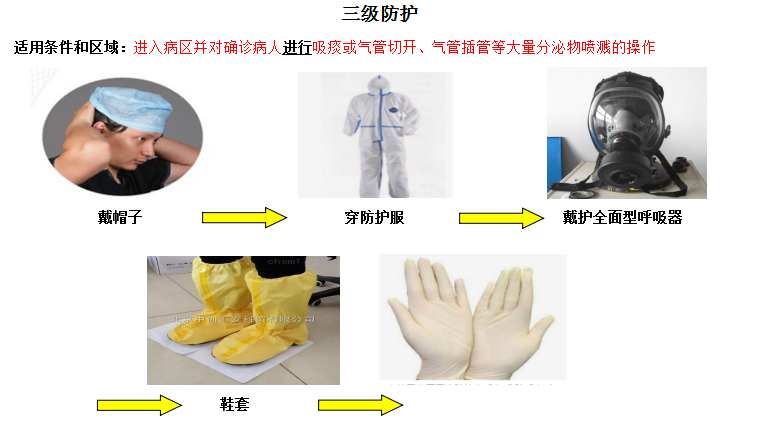 三级防护
适用条件和区域：进入病区并对确诊病人进行吸痰或气管切开、气管插管等大量分泌物喷溅的操作
戴帽子
穿防护服
戴护全面型呼吸器
鞋套